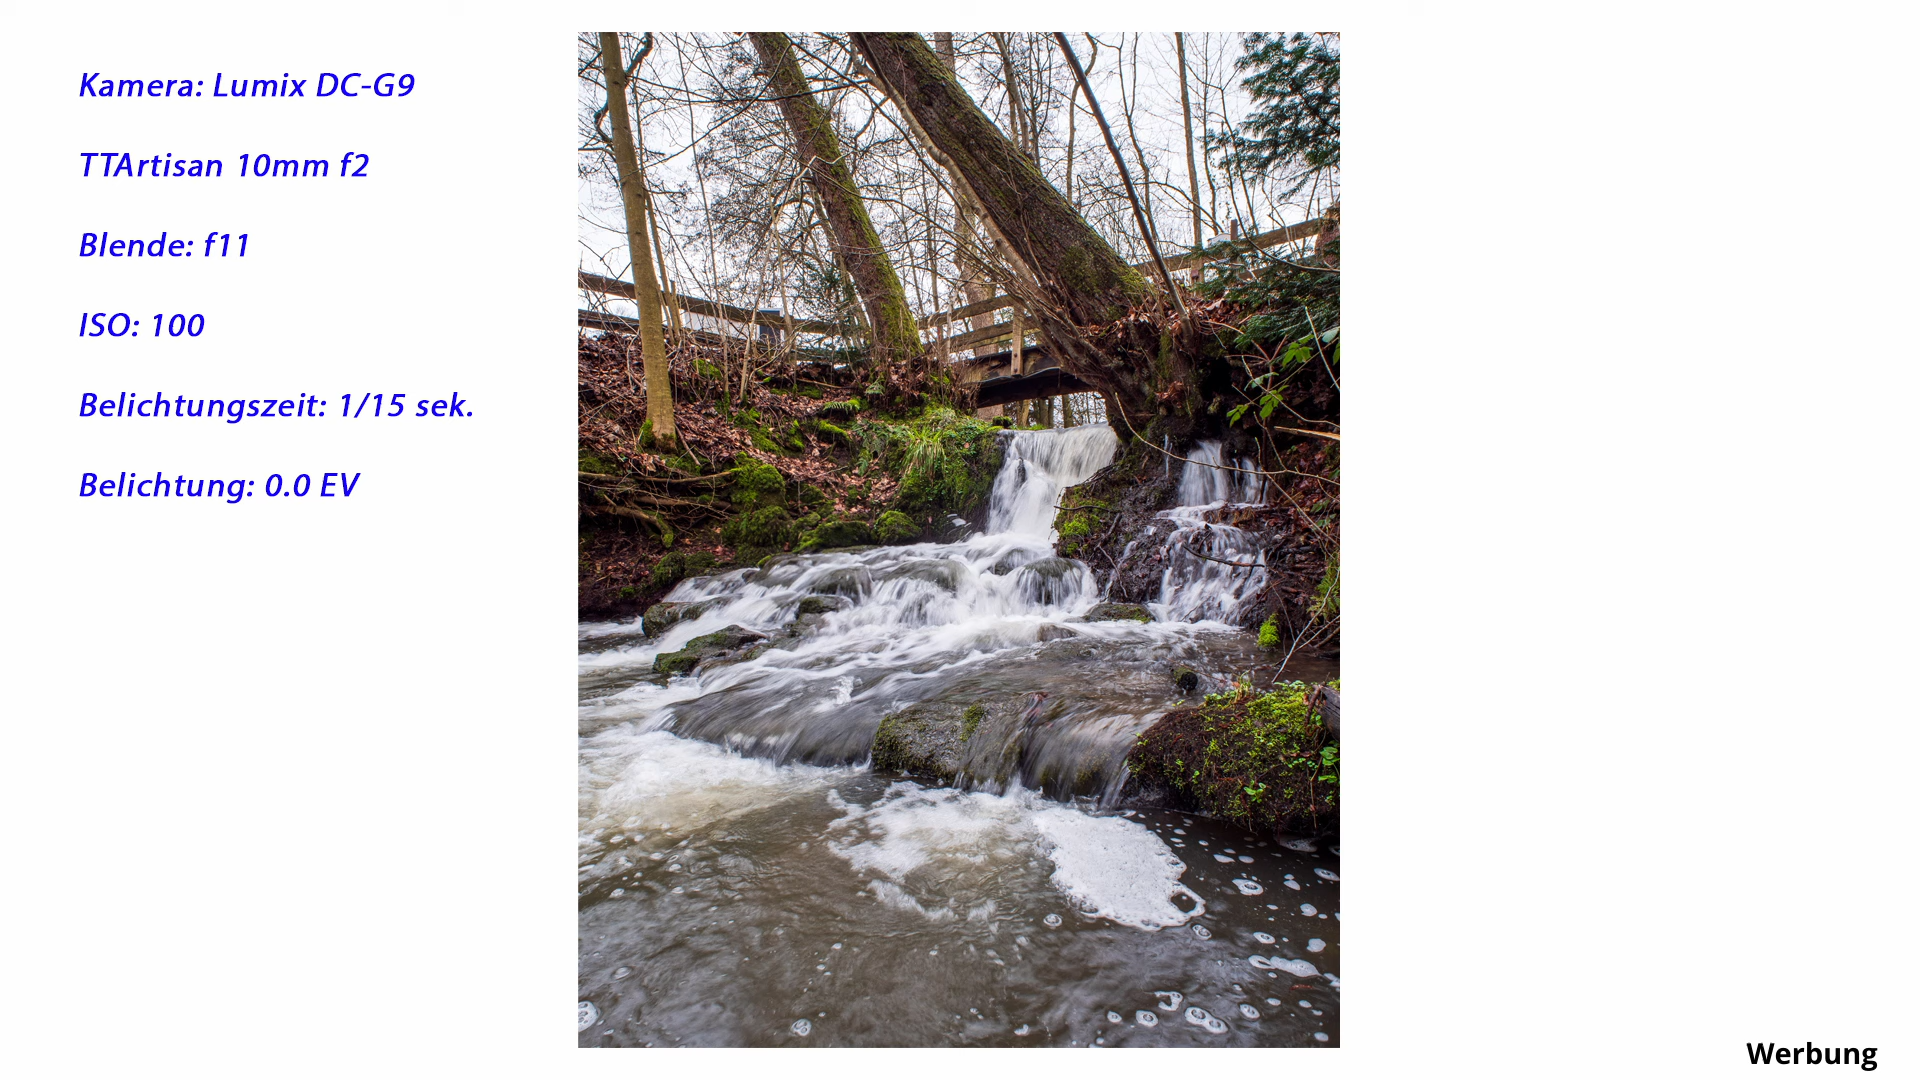 Kamera: Lumix DC-G9
TTArtisan 10mm f2
Blende: f11
ISO: 100
Belichtungszeit: 1/15 sek.
Belichtung: 0.0 EV
Werbung